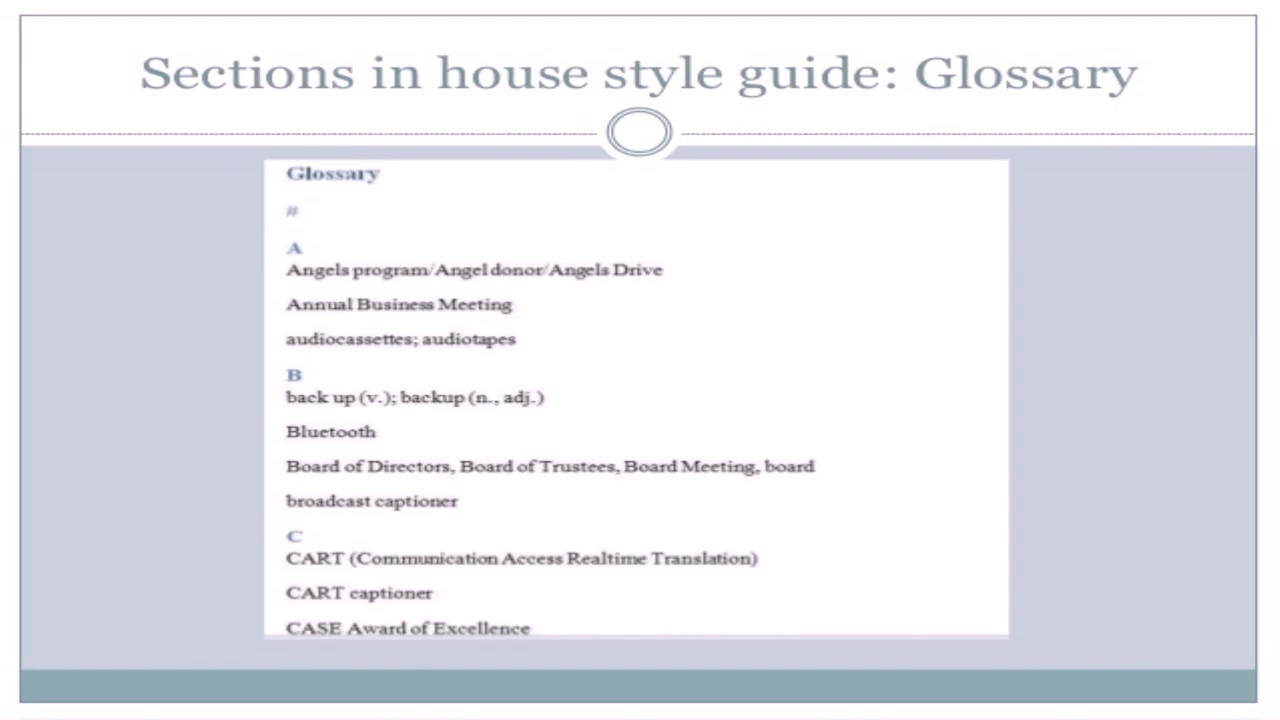 Sections in house style guide: Glossary
Glossary
#
A
Angels program/Angel donor/Angels Drive
Annual Business Meeting
audiocassettes; audiotapes
B
back up (v.); backup (n., adj.)
Bluetooth
Board of Directors, Board of Trustees, Board Meeting, board
broadcast captioner
C
CART (Communication Access Realtime Translation)
CART captioner
CASE Award of Excellence